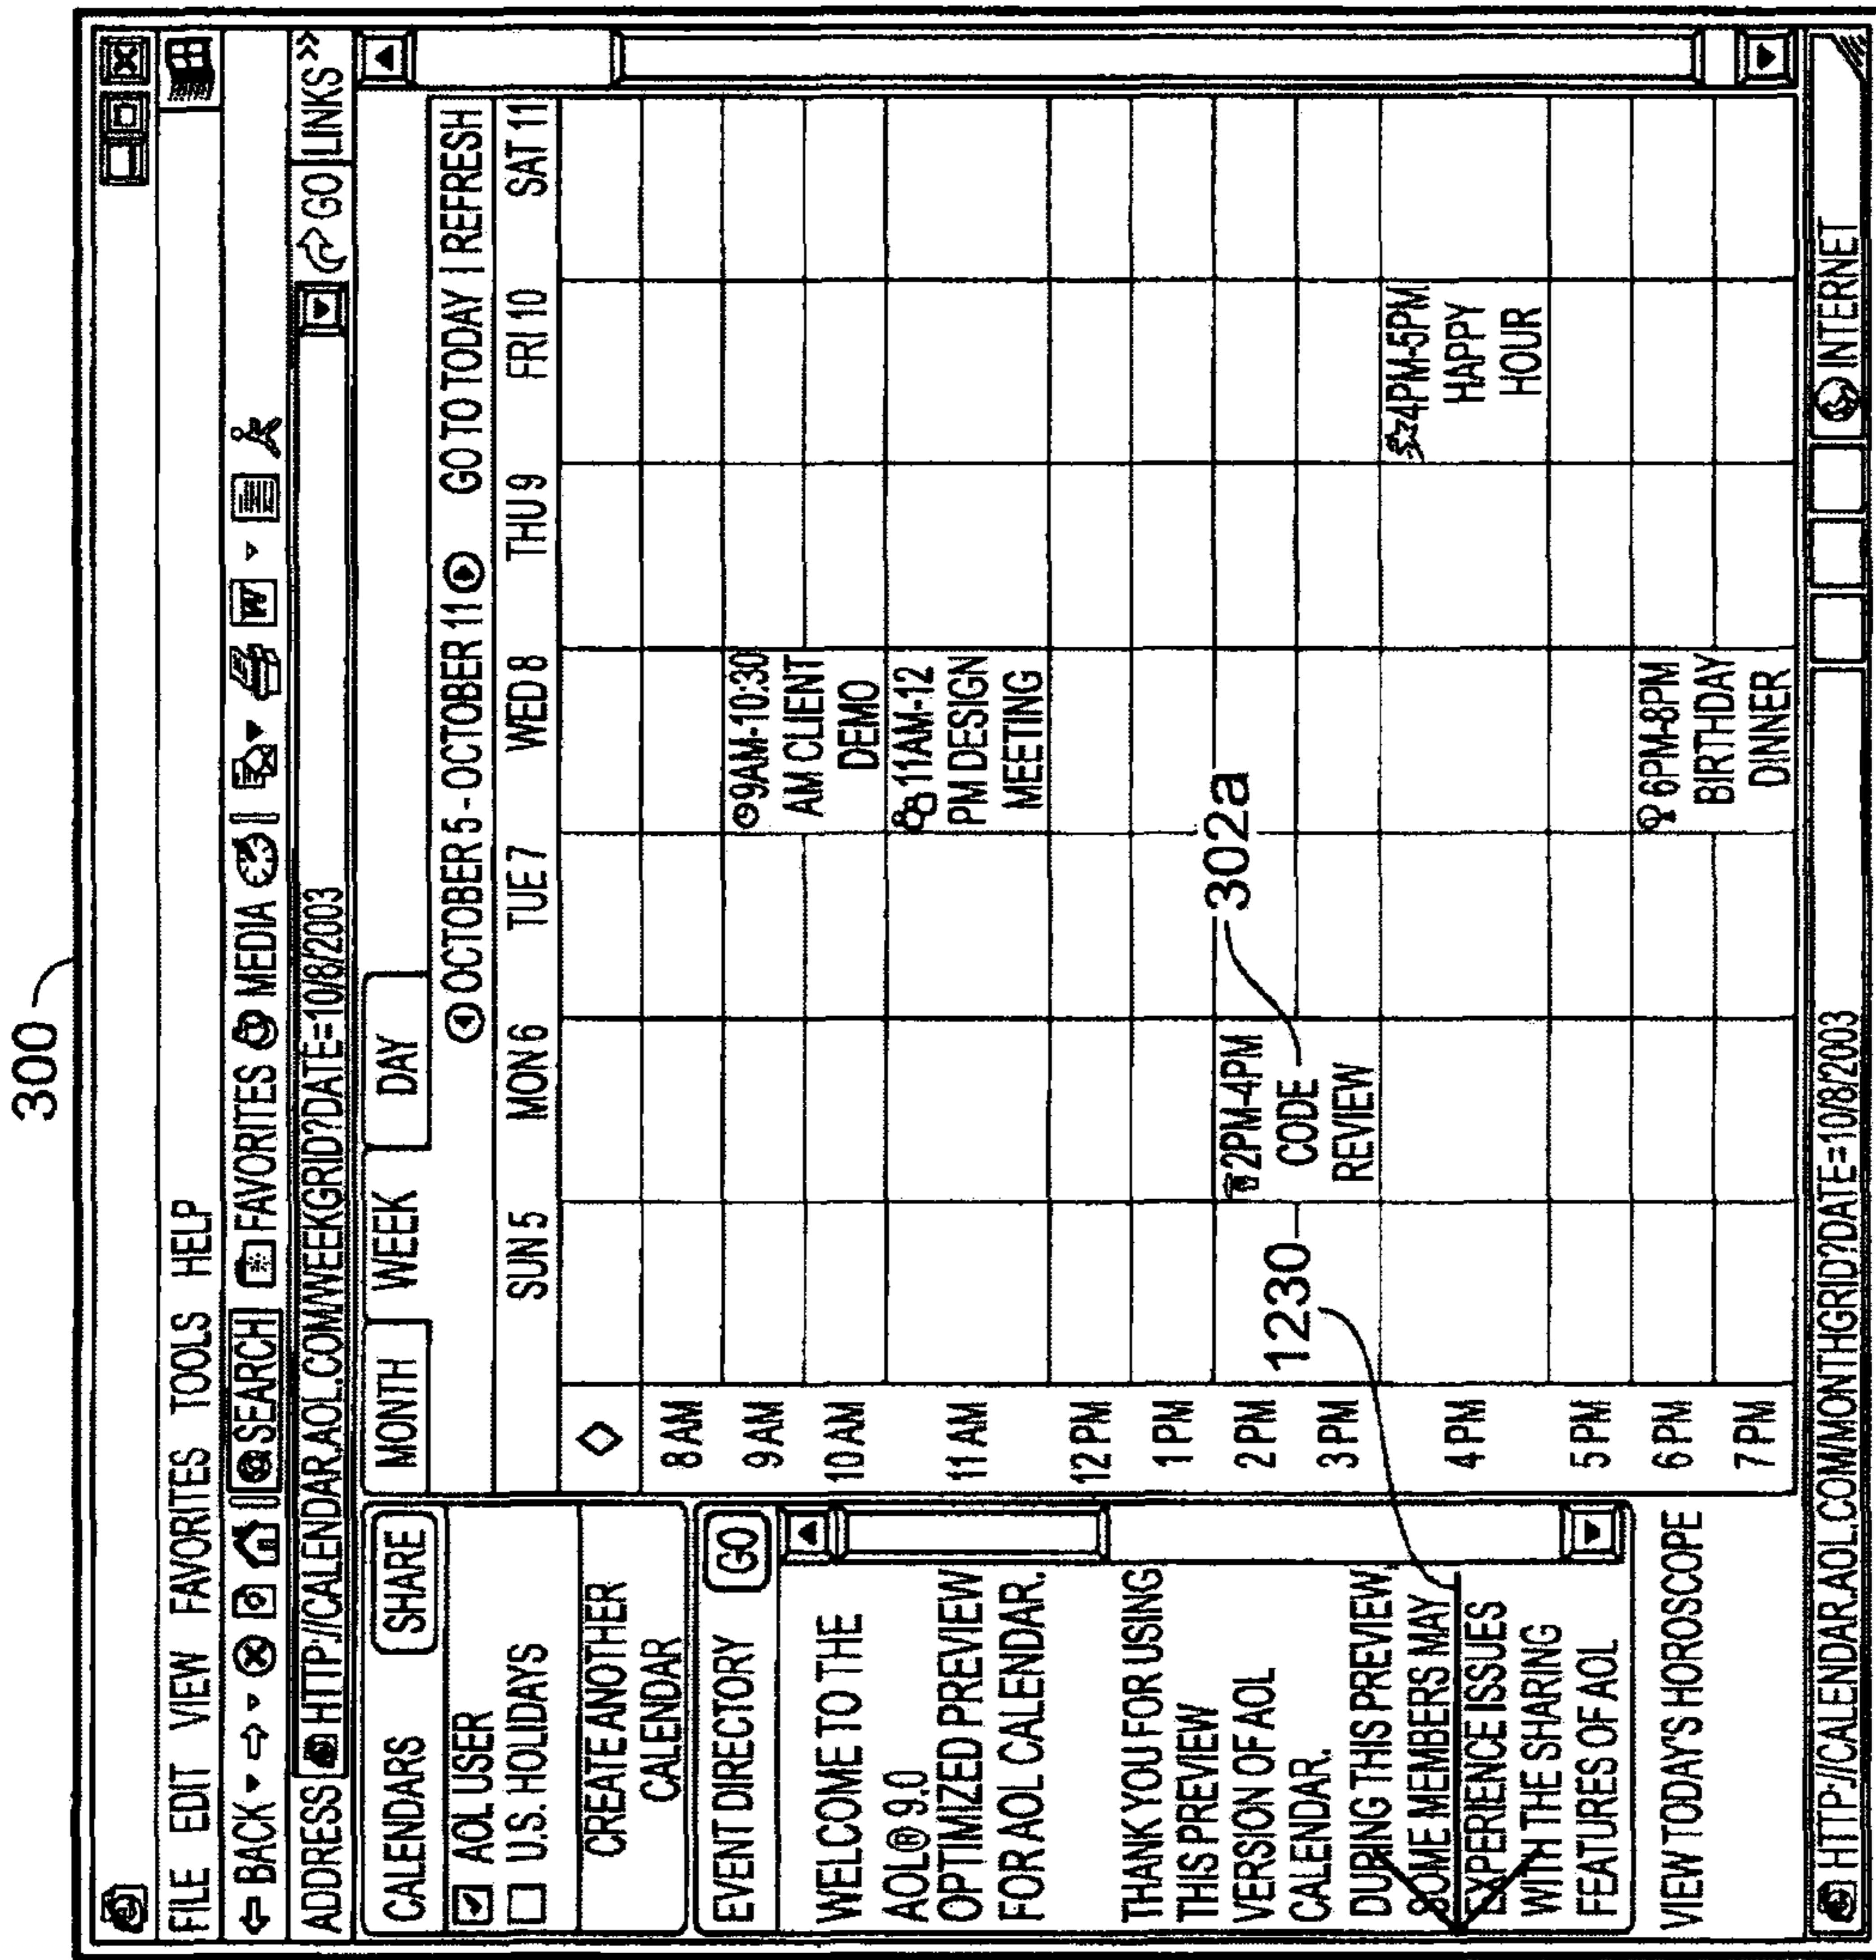 300
FILE EDIT VIEW FAVORITES TOOLS HELP
BACK SEARCH FAVORITES MEDIA W
ADDRESS HTTP://CALENDAR.AOL.COM/WEEKGRID?DATE=10/8/2003 GO LINKS »
CALENDARS SHARE
AOL USER
U.S. HOLIDAYS
CREATE ANOTHER
CALENDAR
EVENT DIRECTORY GO
WELCOME TO THE
AOL® 9.0
OPTIMIZED PREVIEW
FOR AOL CALENDAR.
THANK YOU FOR USING
THIS PREVIEW
VERSION OF AOL
CALENDAR.
DURING THIS PREVIEW
SOME MEMBERS MAY
EXPERIENCE ISSUES
WITH THE SHARING
FEATURES OF AOL
VIEW TODAY'S HOROSCOPE
MONTH WEEK DAY
OCTOBER 5 - OCTOBER 11 GO TO TODAY | REFRESH
SUN 5 MON 6 TUE 7 WED 8 THU 9 FRI 10 SAT 11
8 AM
9 AM
10 AM
11 AM
12 PM
1 PM
2 PM
3 PM
4 PM
5 PM
6 PM
7 PM
2PM-4PM
CODE
REVIEW
9AM-10:30
AM CLIENT
DEMO
11AM-12
PM DESIGN
MEETING
6PM-8PM
BIRTHDAY
DINNER
4PM-5PM
HAPPY
HOUR
302a
1230
HTTP://CALENDAR.AOL.COM/MONTHGRID?DATE=10/8/2003 INTERNET